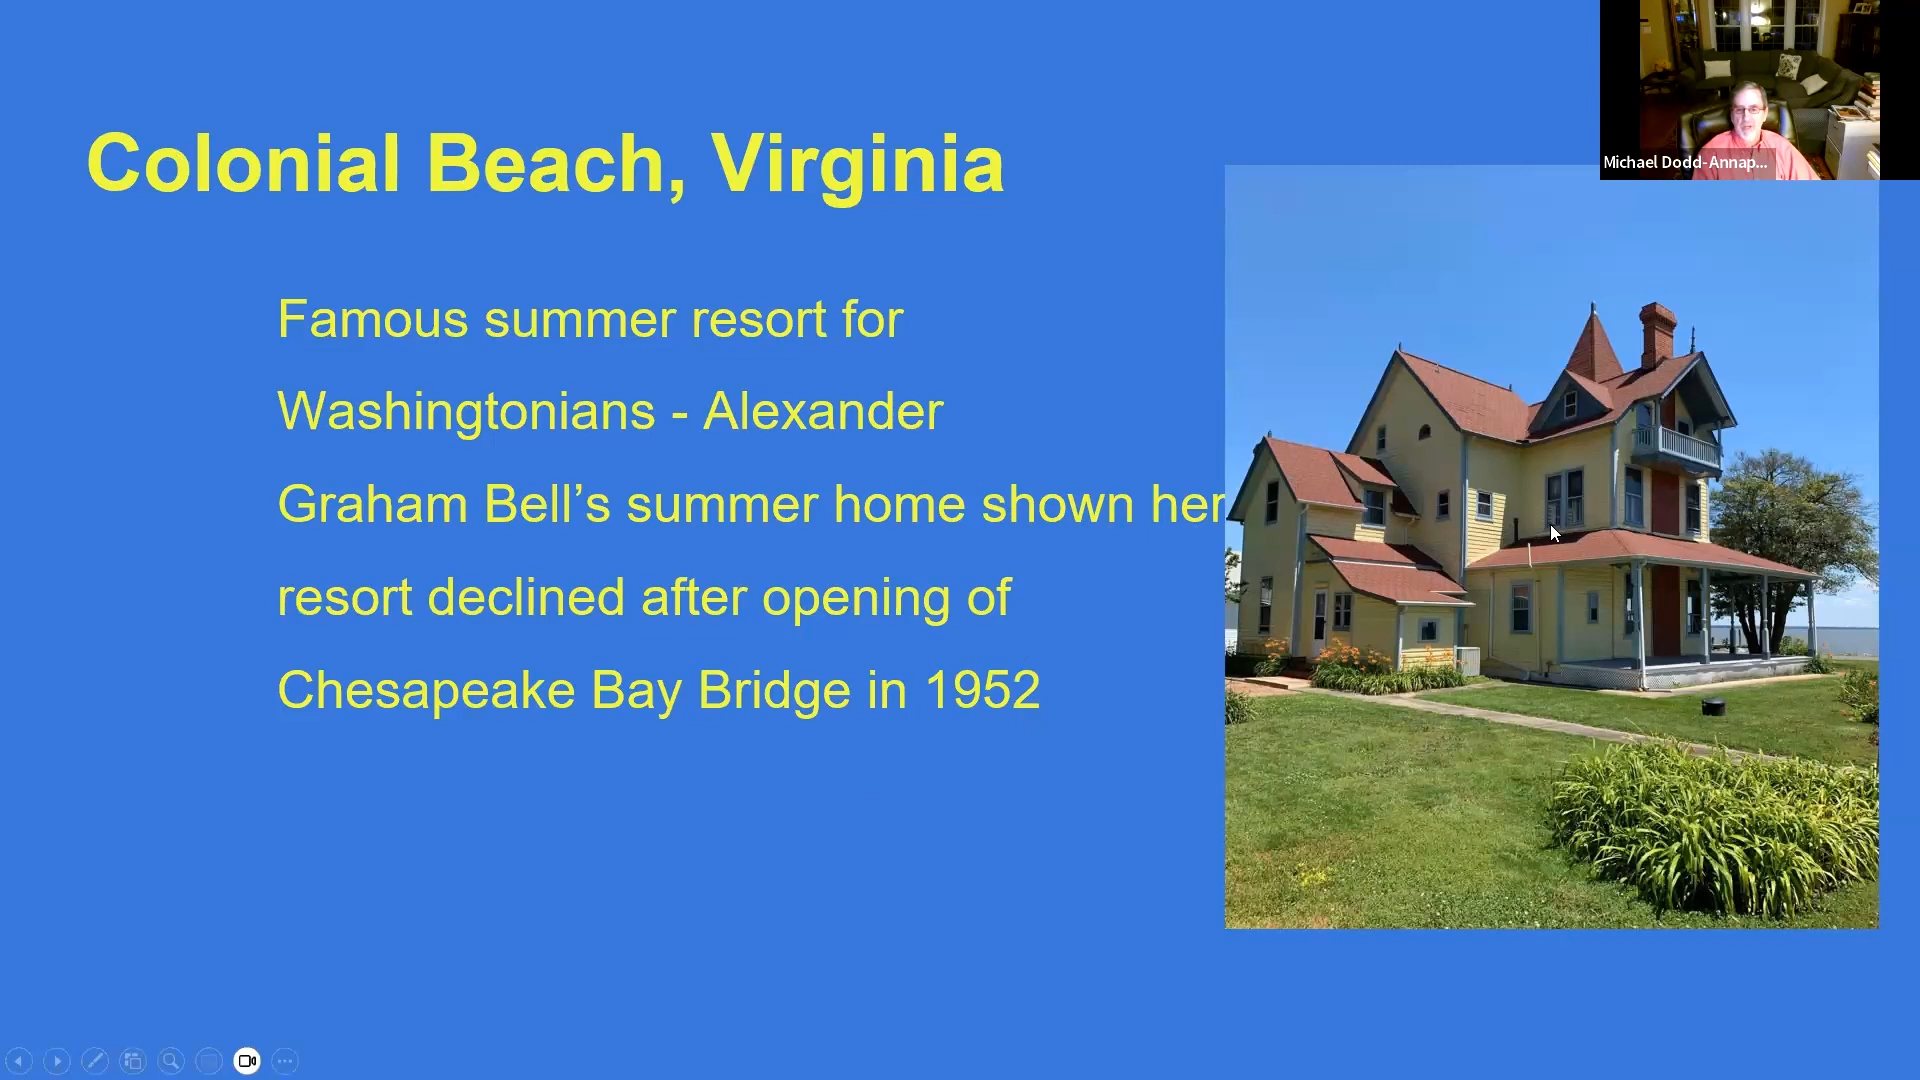 Colonial Beach, Virginia
Michael Dodd-Annap...
Famous summer resort for
Washingtonians - Alexander
Graham Bell’s summer home shown her
resort declined after opening of
Chesapeake Bay Bridge in 1952